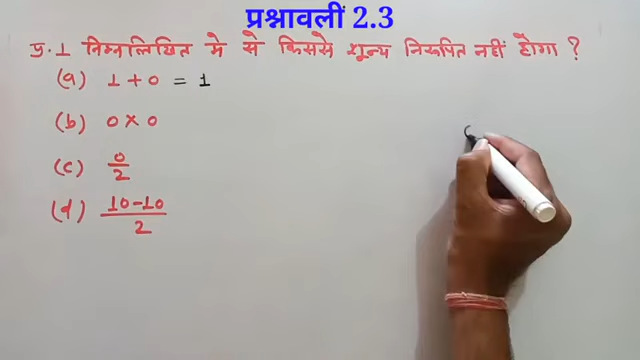 प्रश्नावलीं 2.3
प्र.1 निम्नलिखित मे से किससे शून्य निरूपित नहीं होगा ?
(a) 1 + 0 = 1
(b) 0 × 0
(c) 0/2
(d) 10-10/2